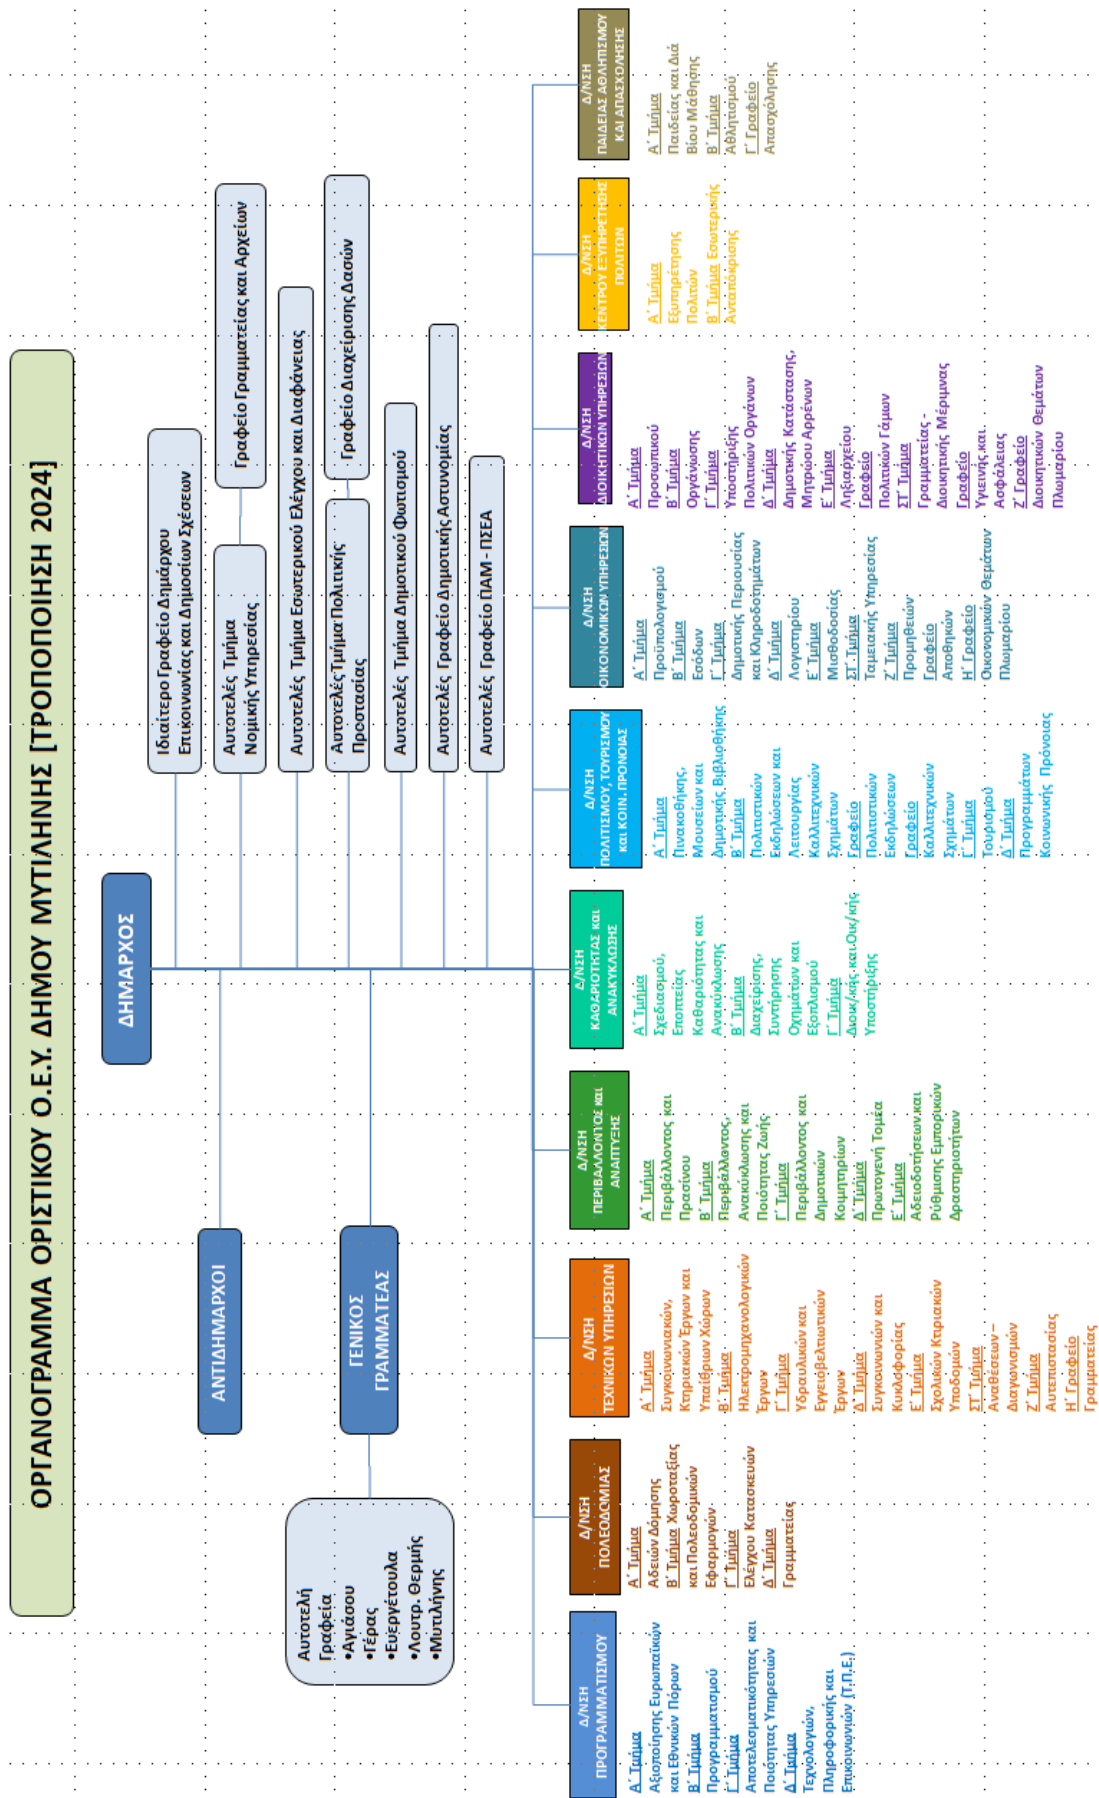 ΟΡΓΑΝΟΓΡΑΜΜΑ ΟΡΙΣΤΙΚΟΥ Ο.Ε.Υ. ΔΗΜΟΥ ΜΥΤΙΛΗΝΗΣ [ΤΡΟΠΟΠΟΙΗΣΗ 2024]
ΔΗΜΑΡΧΟΣ
ΑΝΤΙΔΗΜΑΡΧΟΙ
ΓΕΝΙΚΟΣ
ΓΡΑΜΜΑΤΕΑΣ
Αυτοτελή
Γραφεία
•Αγιάσου
•Γέρας
•Ευεργέτουλα
•Λουτρ. Θερμής
•Μυτιλήνης
Ιδιαίτερο Γραφείο Δημάρχου
Επικοινωνίας και Δημοσίων Σχέσεων
Αυτοτελές Τμήμα
Νομικής Υπηρεσίας
Γραφείο Γραμματείας και Αρχείων
Αυτοτελές Τμήμα Εσωτερικού Ελέγχου και Διαφάνειας
Αυτοτελές Τμήμα Πολιτικής
Προστασίας
Γραφείο Διαχείρισης Δασών
Αυτοτελές Τμήμα Δημοτικού Φωτισμού
Αυτοτελές Γραφείο Δημοτικής Αστυνομίας
Αυτοτελές Γραφείο ΠΑΜ - ΠΣΕΑ
Δ/ΝΣΗ
ΠΡΟΓΡΑΜΜΑΤΙΣΜΟΥ
Α΄ Τμήμα
Αξιοποίησης Ευρωπαϊκών
και Εθνικών Πόρων
Β΄ Τμήμα
Προγραμματισμού
Γ΄ Τμήμα
Αποτελεσματικότητας και
Ποιότητας Υπηρεσιών
Δ΄ Τμήμα
Τεχνολογιών,
Πληροφορικής και
Επικοινωνιών (Τ.Π.Ε.)
Δ/ΝΣΗ
ΠΟΛΕΟΔΟΜΙΑΣ
Α΄ Τμήμα
Αδειών Δόμησης
Β΄ Τμήμα Χωροταξίας
και Πολεοδομικών
Εφαρμογών
Γ΄ Τμήμα
Ελέγχου Κατασκευών
Δ΄ Τμήμα
Γραμματείας
Δ/ΝΣΗ
ΤΕΧΝΙΚΩΝ ΥΠΗΡΕΣΙΩΝ
Α΄ Τμήμα
Συγκοινωνιακών,
Κτηριακών Έργων και
Υπαίθριων Χώρων
Β΄ Τμήμα
Ηλεκτρομηχανολογικών
Έργων
Γ΄ Τμήμα
Υδραυλικών και
Εγγειοβελτιωτικών
Έργων
Δ΄ Τμήμα
Συγκοινωνιών και
Κυκλοφορίας
Ε΄ Τμήμα
Σχολικών Κτιριακών
Υποδομών
ΣΤ΄ Τμήμα
Αναθέσεων –
Διαγωνισμών
Ζ΄ Τμήμα
Αυτεπιστασίας
Η΄ Γραφείο
Γραμματείας
Δ/ΝΣΗ
ΠΕΡΙΒΑΛΛΟΝΤΟΣ και
ΑΝΑΠΤΥΞΗΣ
Α΄ Τμήμα
Περιβάλλοντος και
Πρασίνου
Β΄ Τμήμα
Περιβάλλοντος,
Ανακύκλωσης και
Ποιότητας Ζωής
Γ΄ Τμήμα
Περιβάλλοντος και
Δημοτικών
Κοιμητηρίων
Δ΄ Τμήμα
Πρωτογενή Τομέα
Ε΄ Τμήμα
Αδειοδοτήσεων και
Ρύθμισης Εμπορικών
Δραστηριοτήτων
Δ/ΝΣΗ
ΚΑΘΑΡΙΟΤΗΤΑΣ και
ΑΝΑΚΥΚΛΩΣΗΣ
Α΄ Τμήμα
Σχεδιασμού,
Εποπτείας
Καθαριότητας και
Ανακύκλωσης
Β΄ Τμήμα
Διαχείρισης,
Συντήρησης
Οχημάτων και
Εξοπλισμού
Γ΄ Τμήμα
Διοικ/κής και Οικ/κής
Υποστήριξης
Δ/ΝΣΗ
ΠΟΛΙΤΙΣΜΟΥ, ΤΟΥΡΙΣΜΟΥ
και ΚΟΙΝ. ΠΡΟΝΟΙΑΣ
Α΄ Τμήμα
Πινακοθήκης,
Μουσείων και
Δημοτικής Βιβλιοθήκης
Β΄ Τμήμα
Πολιτιστικών
Εκδηλώσεων και
Λειτουργίας
Καλλιτεχνικών
Σχημάτων
Γραφείο
Πολιτιστικών
Εκδηλώσεων
Γραφείο
Καλλιτεχνικών
Σχημάτων
Γ΄ Τμήμα
Τουρισμού
Δ΄ Τμήμα
Προγραμμάτων
Κοινωνικής Πρόνοιας
Δ/ΝΣΗ
ΟΙΚΟΝΟΜΙΚΩΝ ΥΠΗΡΕΣΙΩΝ
Α΄ Τμήμα
Προϋπολογισμού
Β΄ Τμήμα
Εσόδων
Γ΄ Τμήμα
Δημοτικής Περιουσίας
και Κληροδοτημάτων
Δ΄ Τμήμα
Λογιστηρίου
Ε΄ Τμήμα
Μισθοδοσίας
ΣΤ΄ Τμήμα
Ταμειακής Υπηρεσίας
Ζ΄ Τμήμα
Προμηθειών
Γραφείο
Αποθηκών
Η΄ Γραφείο
Οικονομικών Θεμάτων
Πλωμαρίου
Δ/ΝΣΗ
ΔΙΟΙΚΗΤΙΚΩΝ ΥΠΗΡΕΣΙΩΝ
Α΄ Τμήμα
Προσωπικού
Β΄ Τμήμα
Οργάνωσης
Γ΄ Τμήμα
Υποστήριξης
Πολιτικών Οργάνων
Δ΄ Τμήμα
Δημοτικής Κατάστασης,
Μητρώου Αρρένων
Ε΄ Τμήμα
Ληξιαρχείου
Γραφείο
Πολιτικών Γάμων
ΣΤ΄ Τμήμα
Γραμματείας -
Διοικητικής Μέριμνας
Γραφείο
Υγιεινής και
Ασφάλειας
Ζ΄ Γραφείο
Διοικητικών Θεμάτων
Πλωμαρίου
Δ/ΝΣΗ
ΚΕΝΤΡΟΥ ΕΞΥΠΗΡΕΤΗΣΗΣ
ΠΟΛΙΤΩΝ
Α΄ Τμήμα
Εξυπηρέτησης
Πολιτών
Β΄ Τμήμα Εσωτερικής
Ανταπόκρισης
Δ/ΝΣΗ
ΠΑΙΔΕΙΑΣ ΑΘΛΗΤΙΣΜΟΥ
ΚΑΙ ΑΠΑΣΧΟΛΗΣΗΣ
Α΄ Τμήμα
Παιδείας και Διά
Βίου Μάθησης
Β΄ Τμήμα
Αθλητισμού
Γ΄ Γραφείο
Απασχόλησης